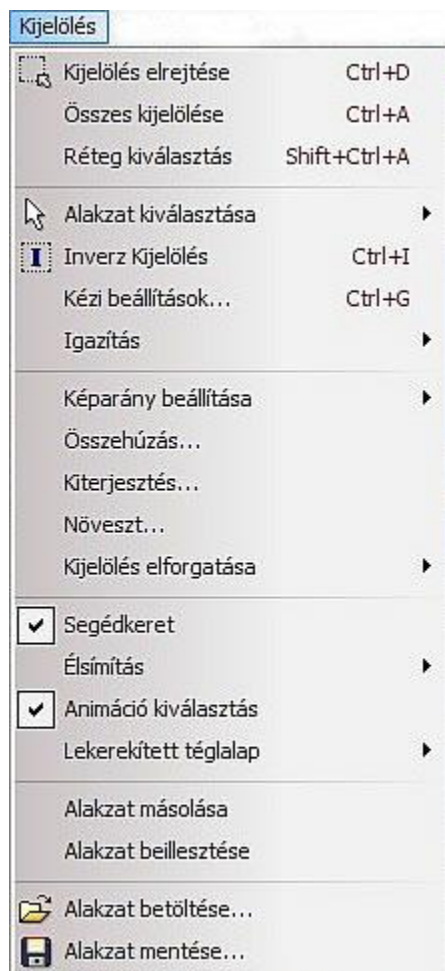 Kijelölés
Kijelölés elrejtése Ctrl+D
Összes kijelölése Ctrl+A
Réteg kiválasztás Shift+Ctrl+A
Alakzat kiválasztása
Inverz Kijelölés Ctrl+I
Kézi beállítások... Ctrl+G
Igazítás
Képarány beállítása
Összehúzás...
Kiterjesztés...
Növeszt...
Kijelölés elforgatása
Segédkeret
Élsímítás
Animáció kiválasztás
Lekerekített téglalap
Alakzat másolása
Alakzat beillesztése
Alakzat betöltése...
Alakzat mentése...